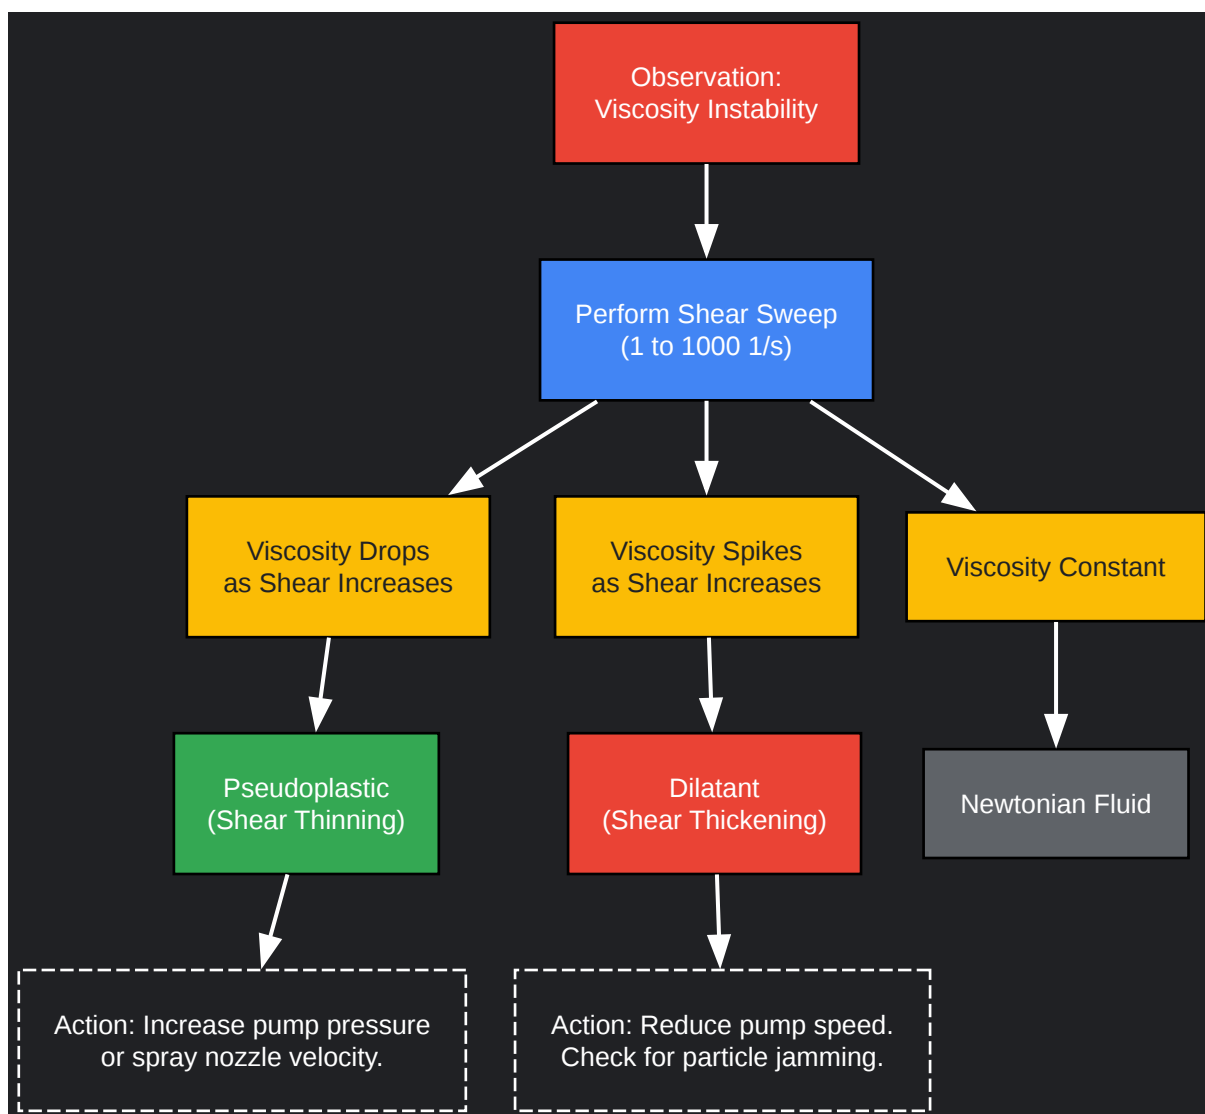 Observation:
Viscosity Instability
Perform Shear Sweep
(1 to 1000 1/s)
Viscosity Drops
as Shear Increases
Viscosity Spikes
as Shear Increases
Viscosity Constant
Pseudoplastic
(Shear Thinning)
Dilatant
(Shear Thickening)
Newtonian Fluid
Action: Increase pump pressure
or spray nozzle velocity.
Action: Reduce pump speed.
Check for particle jamming.